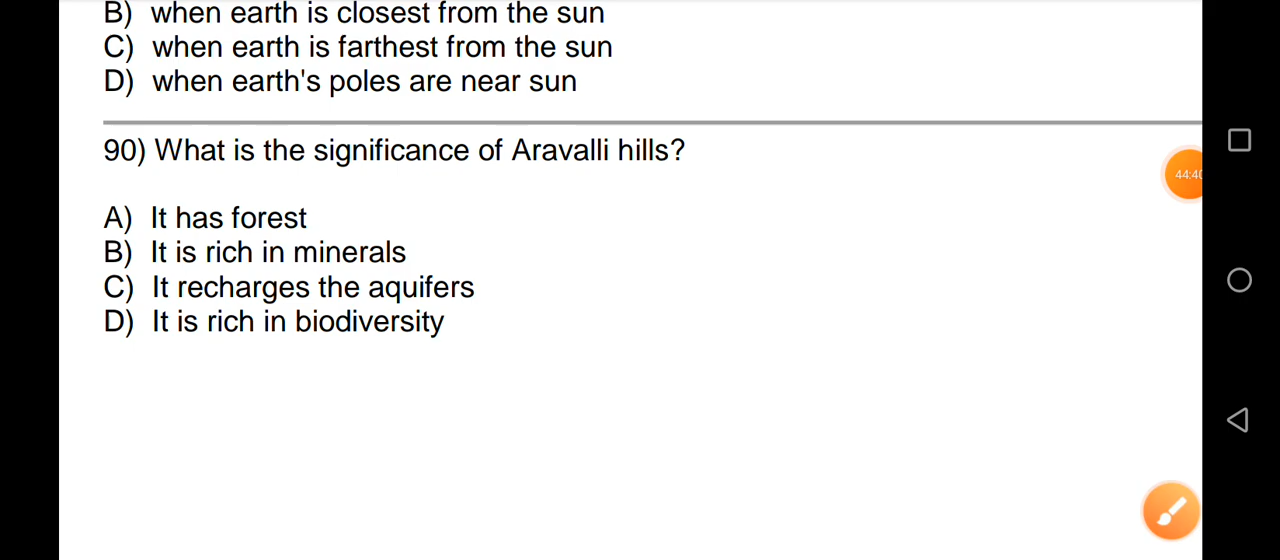 B) when earth is closest from the sun
C) when earth is farthest from the sun
D) when earth's poles are near sun
90) What is the significance of Aravalli hills?
44:40
A) It has forest
B) It is rich in minerals
C) It recharges the aquifers
D) It is rich in biodiversity